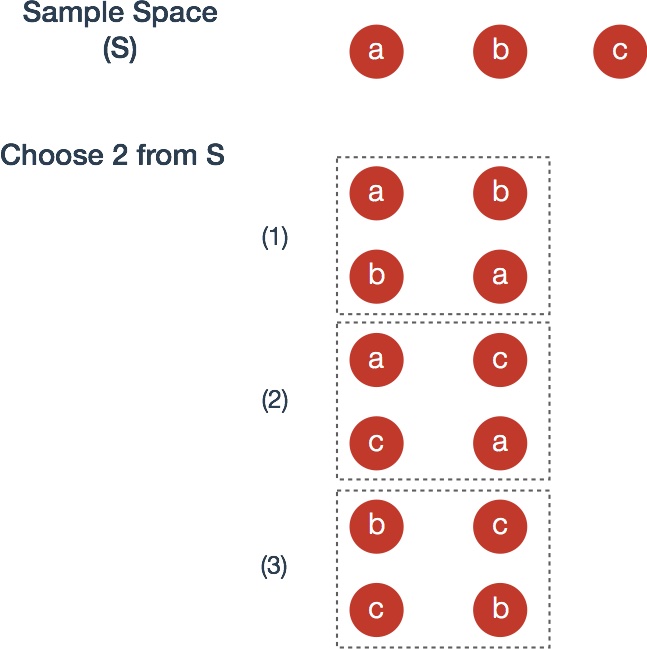 Sample Space
(S)
a b c
Choose 2 from S
(1)
a b
b a
(2)
a c
c a
(3)
b c
c b